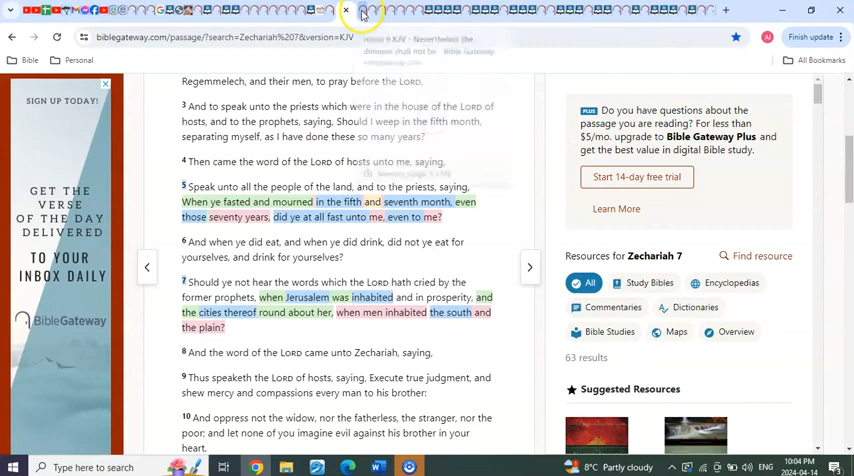 biblegateway.com/passage/?search=Zechariah%207&version=KJV
Finish update
Bible
Personal
All Bookmarks
Isaiah 9 KJV - Nevertheless the
dimness shall not be
Bible Gateway
SIGN UP TODAY!
GET THE
VERSE
OF THE DAY
DELIVERED
TO YOUR
INBOX DAILY
BibleGateway
Regemmelech, and their men, to pray before the LORD,
3 And to speak unto the priests which were in the house of the LORD of
hosts, and to the prophets, saying, Should I weep in the fifth month,
separating myself, as I have done these so many years?
4 Then came the word of the LORD of hosts unto me, saying,
5 Speak unto all the people of the land, and to the priests, saying,
When ye fasted and mourned in the fifth and seventh month, even
those seventy years, did ye at all fast unto me, even to me?
6 And when ye did eat, and when ye did drink, did not ye eat for
yourselves, and drink for yourselves?
7 Should ye not hear the words which the LORD hath cried by the
former prophets, when Jerusalem was inhabited and in prosperity, and
the cities thereof round about her, when men inhabited the south and
the plain?
8 And the word of the LORD came unto Zechariah, saying,
9 Thus speaketh the LORD of hosts, saying, Execute true judgment, and
shew mercy and compassions every man to his brother:
10 And oppress not the widow, nor the fatherless, the stranger, nor the
poor; and let none of you imagine evil against his brother in your
heart.
PLUS Do you have questions about the
passage you are reading? For less than
$5/mo. upgrade to Bible Gateway Plus and
get the best value in digital Bible study.
Start 14-day free trial
Learn More
Resources for Zechariah 7
Find resource
All
Study Bibles
Encyclopedias
Commentaries
Dictionaries
Bible Studies
Maps
Overview
63 results
Suggested Resources
Type here to search
8°C Partly cloudy
10:04 PM
2024-04-14